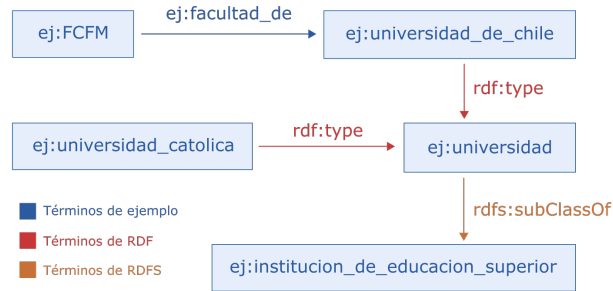 ej:facultad_de
ej:FCFM
ej:universidad_de_chile
rdf:type
rdf:type
ej:universidad_catolica
ej:universidad
Términos de ejemplo
rdfs:subClassOf
Términos de RDF
Términos de RDFS
ej:institucion_de_educacion_superior